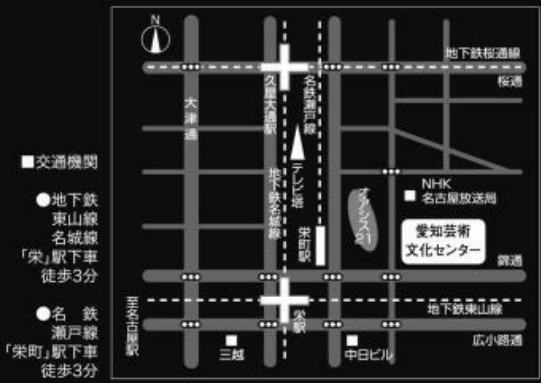 ■交通機関
●地下鉄
東山線
名城線
「栄」駅下車
徒歩3分
●名 鉄
瀬戸線
「栄町」駅下車
徒歩3分
N
地下鉄桜通線
桜通
大津通
久屋大通駅
名鉄瀬戸線
テレビ塔
地下鉄名城線
栄町駅
オアシス21
NHK
名古屋放送局
愛知芸術
文化センター
錦通
至名古屋駅
栄駅
地下鉄東山線
広小路通
三越
中日ビル